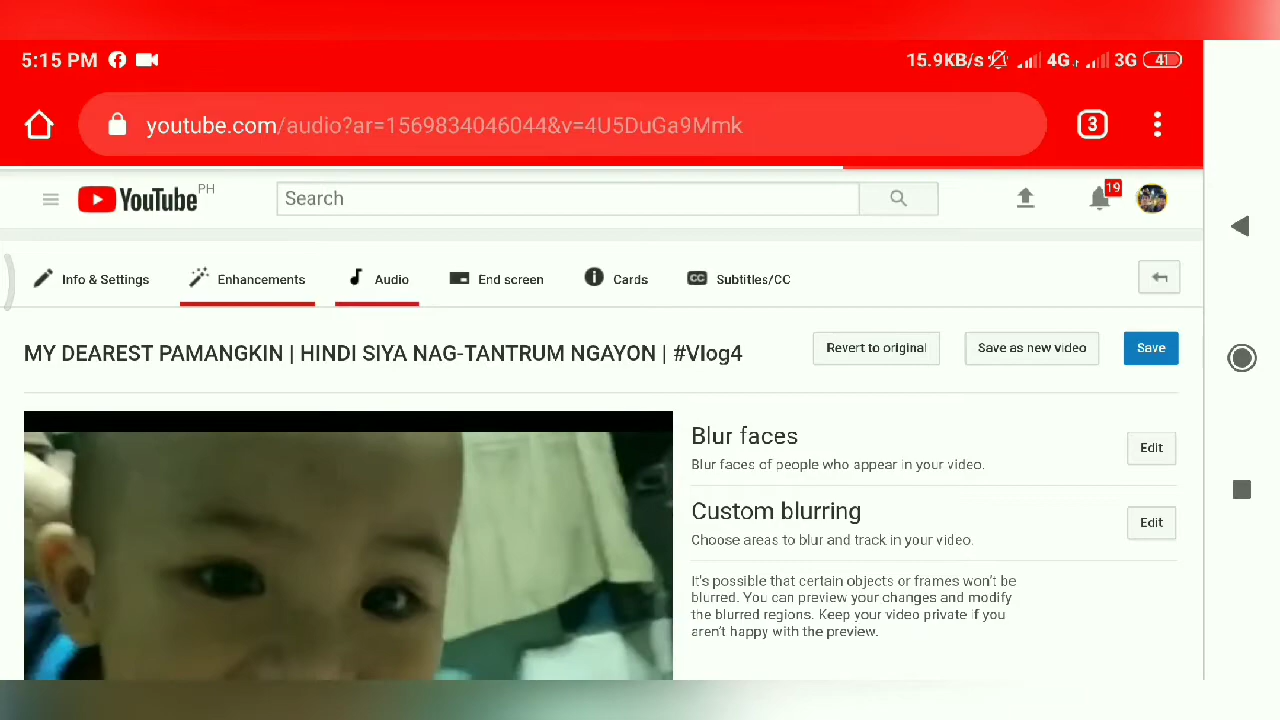 5:15 PM 15.9KB/s 4G 3G 41
youtube.com/audio?ar=1569834046044&v=4U5DuGa9Mmk 3
YouTube PH Search 19
Info & Settings Enhancements Audio End screen Cards CC Subtitles/CC
MY DEAREST PAMANGKIN | HINDI SIYA NAG-TANTRUM NGAYON | #Vlog4 Revert to original Save as new video Save
Blur faces
Blur faces of people who appear in your video. Edit
Custom blurring
Choose areas to blur and track in your video. Edit
It's possible that certain objects or frames won't be
blurred. You can preview your changes and modify
the blurred regions. Keep your video private if you
aren't happy with the preview.